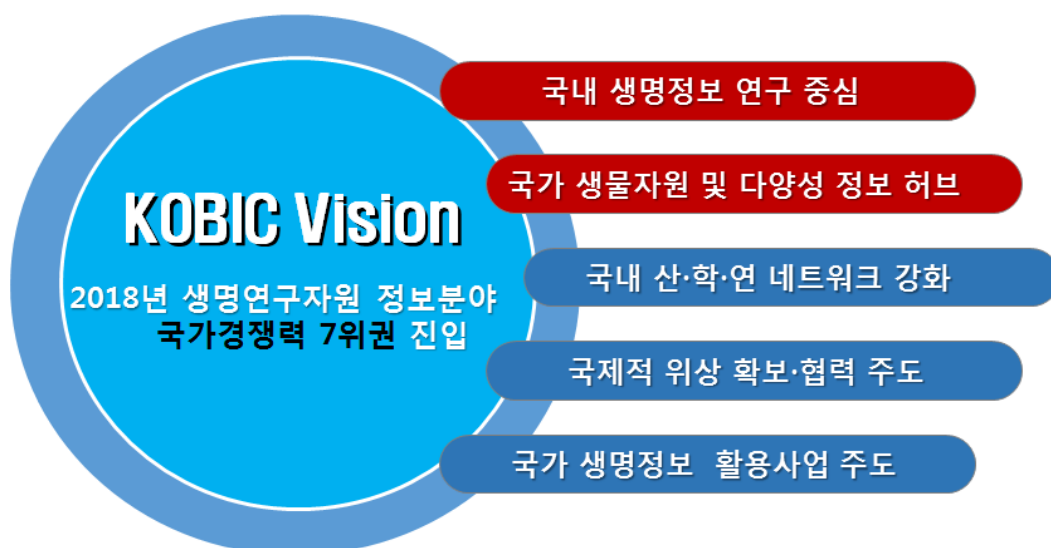 KOBIC Vision
2018년 생명연구자원 정보분야
국가경쟁력 7위권 진입
국내 생명정보 연구 중심
국가 생물자원 및 다양성 정보 허브
국내 산·학·연 네트워크 강화
국제적 위상 확보·협력 주도
국가 생명정보 활용사업 주도